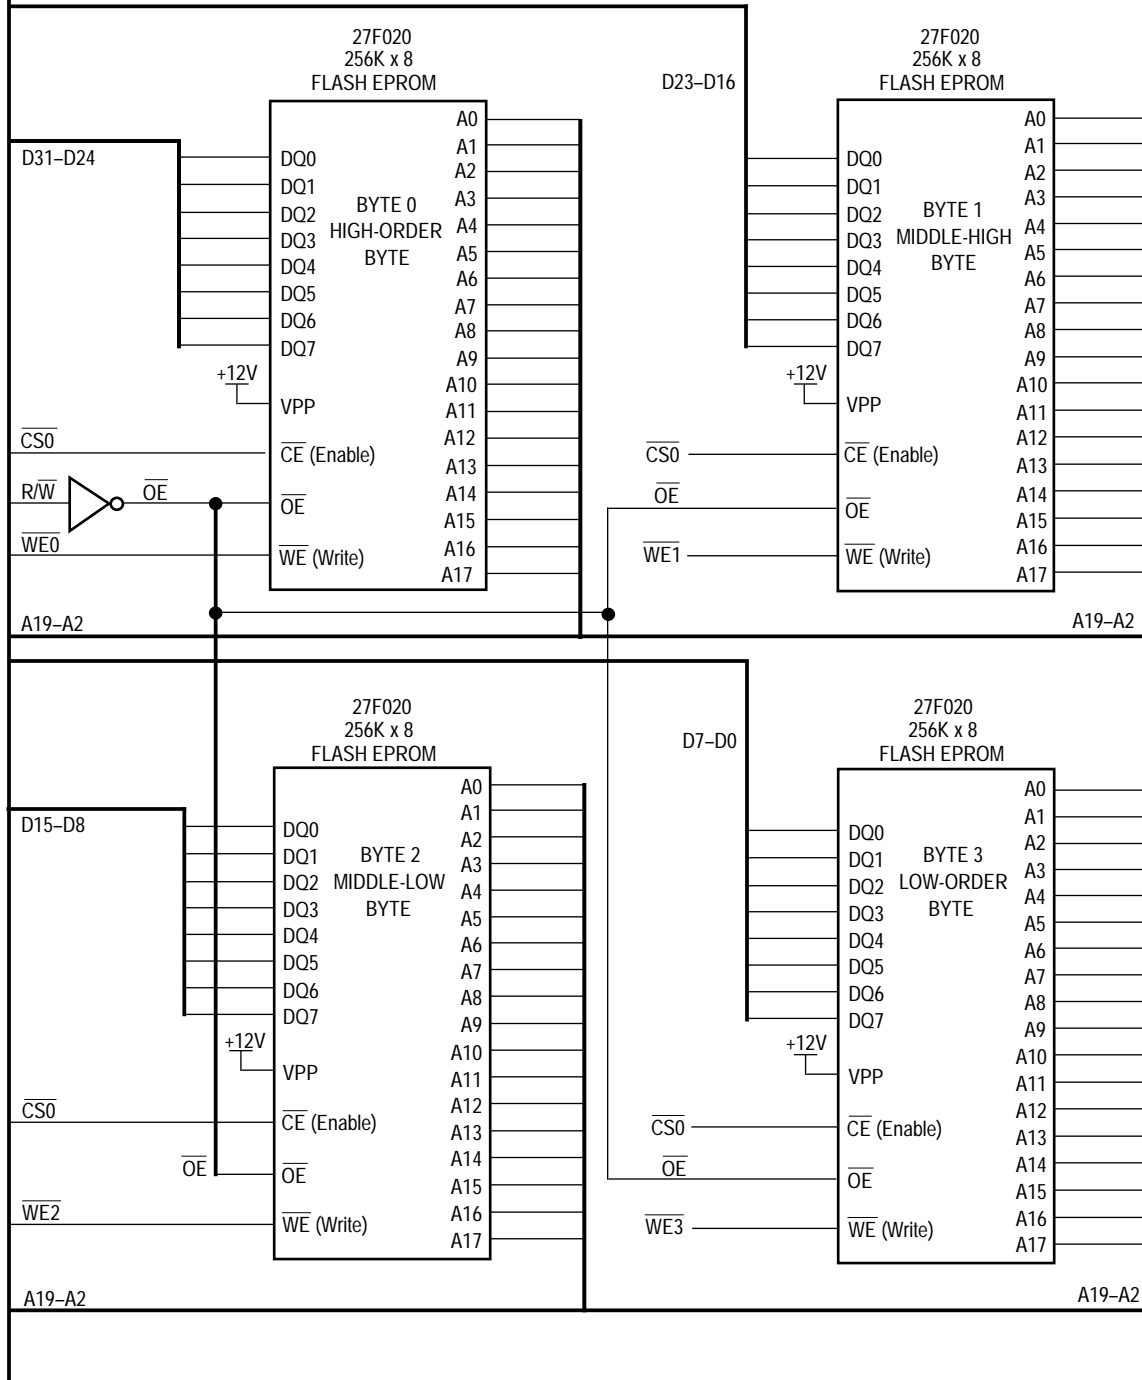 27F020
256K x 8
FLASH EPROM
D31–D24
DQ0
DQ1
DQ2
DQ3
DQ4
DQ5
DQ6
DQ7
BYTE 0
HIGH-ORDER
BYTE
+12V
VPP
CS0
CE (Enable)
R/W
OE
OE
WE0
WE (Write)
A0
A1
A2
A3
A4
A5
A6
A7
A8
A9
A10
A11
A12
A13
A14
A15
A16
A17
A19–A2
27F020
256K x 8
FLASH EPROM
D23–D16
DQ0
DQ1
DQ2
DQ3
DQ4
DQ5
DQ6
DQ7
BYTE 1
MIDDLE-HIGH
BYTE
+12V
VPP
CS0
CE (Enable)
OE
OE
WE1
WE (Write)
A0
A1
A2
A3
A4
A5
A6
A7
A8
A9
A10
A11
A12
A13
A14
A15
A16
A17
A19–A2
27F020
256K x 8
FLASH EPROM
D15–D8
DQ0
DQ1
DQ2
DQ3
DQ4
DQ5
DQ6
DQ7
BYTE 2
MIDDLE-LOW
BYTE
+12V
VPP
CS0
CE (Enable)
OE
OE
WE2
WE (Write)
A0
A1
A2
A3
A4
A5
A6
A7
A8
A9
A10
A11
A12
A13
A14
A15
A16
A17
A19–A2
27F020
256K x 8
FLASH EPROM
D7–D0
DQ0
DQ1
DQ2
DQ3
DQ4
DQ5
DQ6
DQ7
BYTE 3
LOW-ORDER
BYTE
+12V
VPP
CS0
CE (Enable)
OE
OE
WE3
WE (Write)
A0
A1
A2
A3
A4
A5
A6
A7
A8
A9
A10
A11
A12
A13
A14
A15
A16
A17
A19–A2